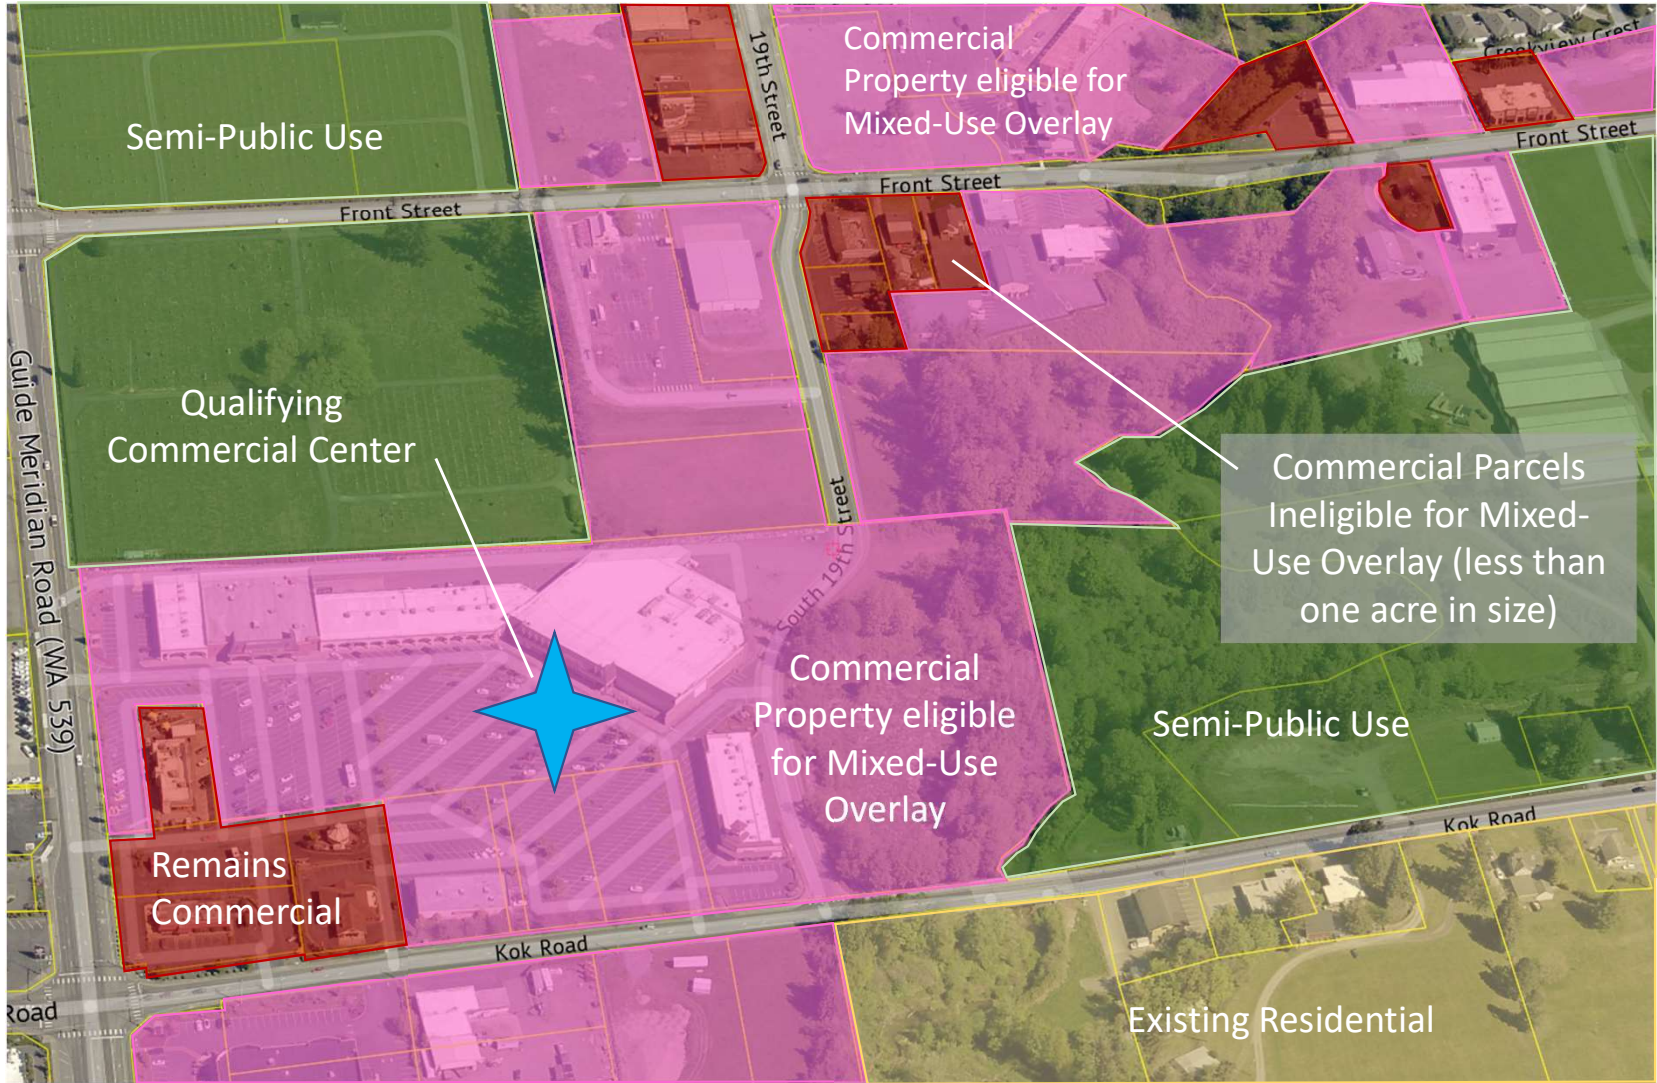 Commercial
Property eligible for
Mixed-Use Overlay
19th Street
Creekview Crest
Semi-Public Use
Front Street
Front Street
Front Street
Guide Meridian Road (WA 539)
Qualifying
Commercial Center
Commercial Parcels
Ineligible for Mixed-
Use Overlay (less than
one acre in size)
South 19th Street
Commercial
Property eligible
for Mixed-Use
Overlay
Semi-Public Use
Kok Road
Remains
Commercial
Kok Road
Road
Existing Residential